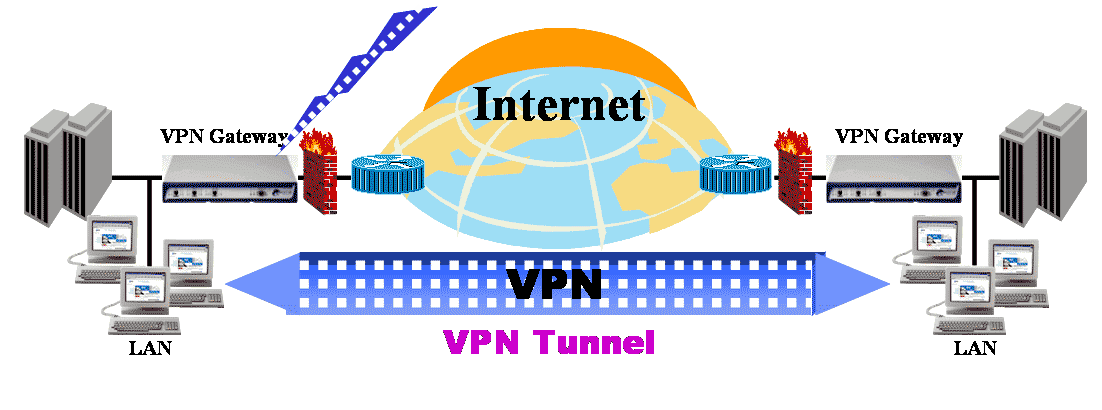 Internet
VPN Gateway
VPN Gateway
VPN
VPN Tunnel
LAN
LAN